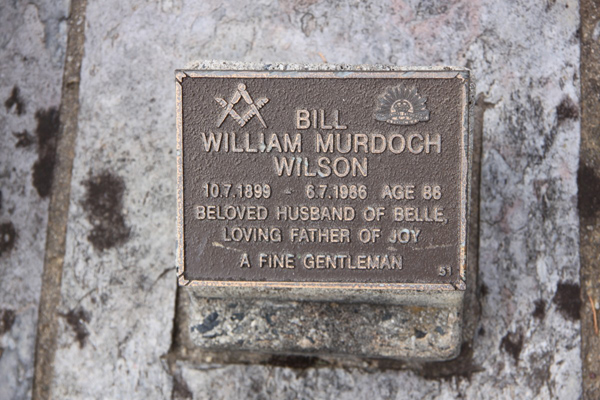 BILL
WILLIAM MURDOCH
WILSON
10.7.1899 - 6.7.1986 AGE 86
BELOVED HUSBAND OF BELLE,
LOVING FATHER OF JOY
A FINE GENTLEMAN
51